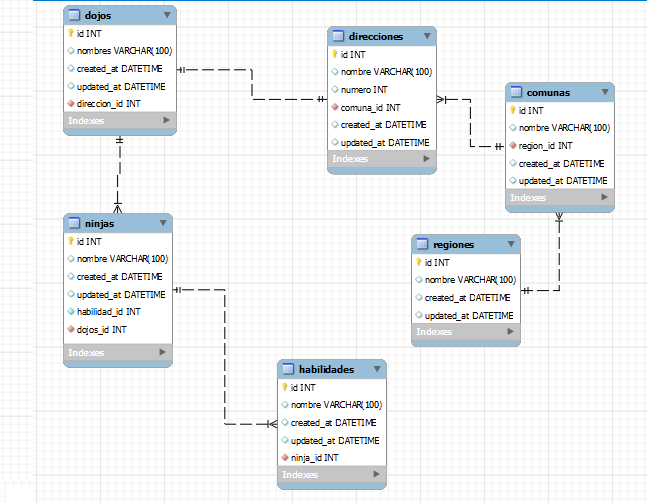 dojos
id INT
nombres VARCHAR(100)
created_at DATETIME
updated_at DATETIME
direccion_id INT
Indexes
direcciones
id INT
nombre VARCHAR(100)
numero INT
comuna_id INT
created_at DATETIME
updated_at DATETIME
Indexes
comunas
id INT
nombre VARCHAR(100)
region_id INT
created_at DATETIME
updated_at DATETIME
Indexes
ninjas
id INT
nombre VARCHAR(100)
created_at DATETIME
updated_at DATETIME
habilidad_id INT
dojos_id INT
Indexes
regiones
id INT
nombre VARCHAR(100)
created_at DATETIME
updated_at DATETIME
Indexes
habilidades
id INT
nombre VARCHAR(100)
created_at DATETIME
updated_at DATETIME
ninja_id INT
Indexes